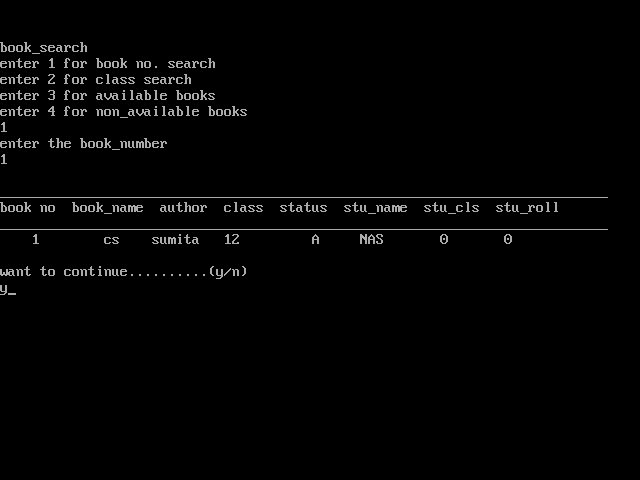 book_search
enter 1 for book no. search
enter 2 for class search
enter 3 for available books
enter 4 for non_available books
1
enter the book_number
1
book no  book_name  author  class  status  stu_name  stu_cls  stu_roll
1        cs    sumita   12         A     NAS       0       0
want to continue..........(y/n)
y_